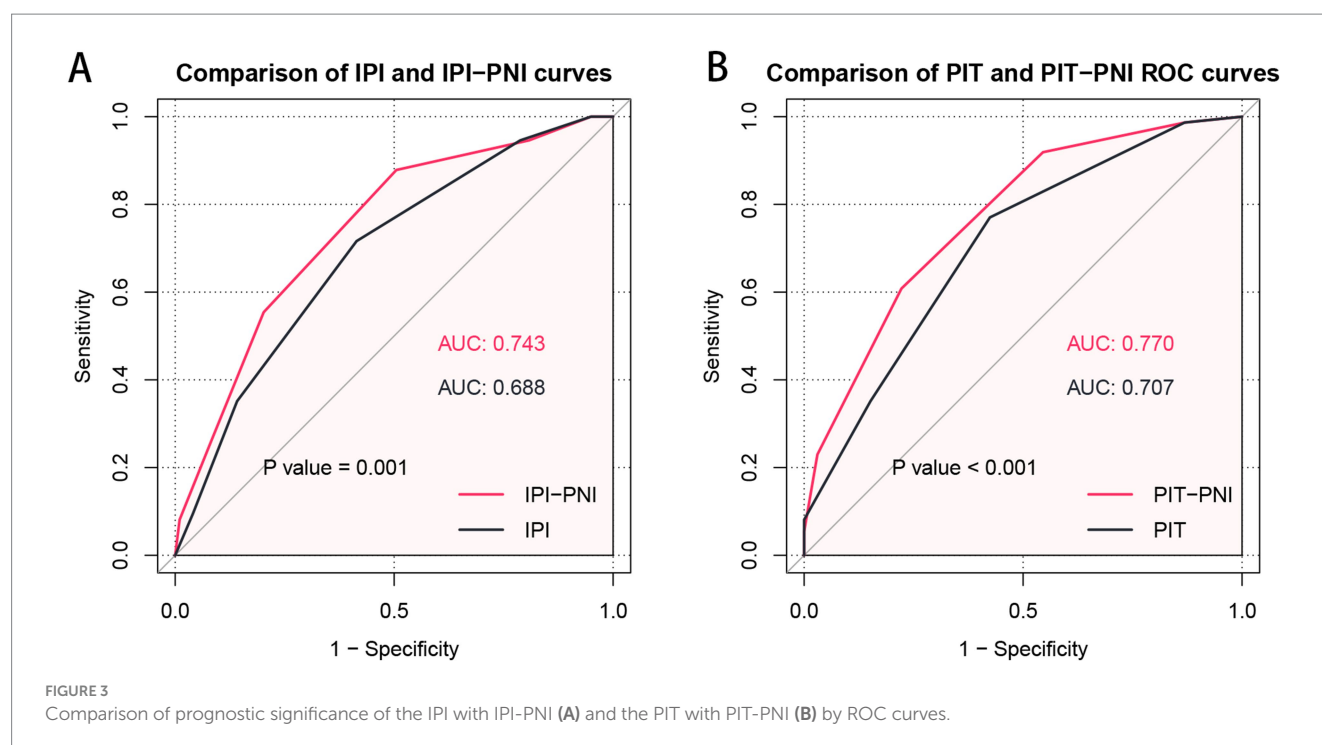 A
Comparison of IPI and IPI−PNI curves
1.0
0.8
0.6
0.4
0.2
0.0
Sensitivity
AUC: 0.743
AUC: 0.688
P value = 0.001
IPI−PNI
IPI
0.0 0.5 1.0
1 − Specificity
B
Comparison of PIT and PIT−PNI ROC curves
1.0
0.8
0.6
0.4
0.2
0.0
Sensitivity
AUC: 0.770
AUC: 0.707
P value < 0.001
PIT−PNI
PIT
0.0 0.5 1.0
1 − Specificity
FIGURE 3
Comparison of prognostic significance of the IPI with IPI-PNI (A) and the PIT with PIT-PNI (B) by ROC curves.